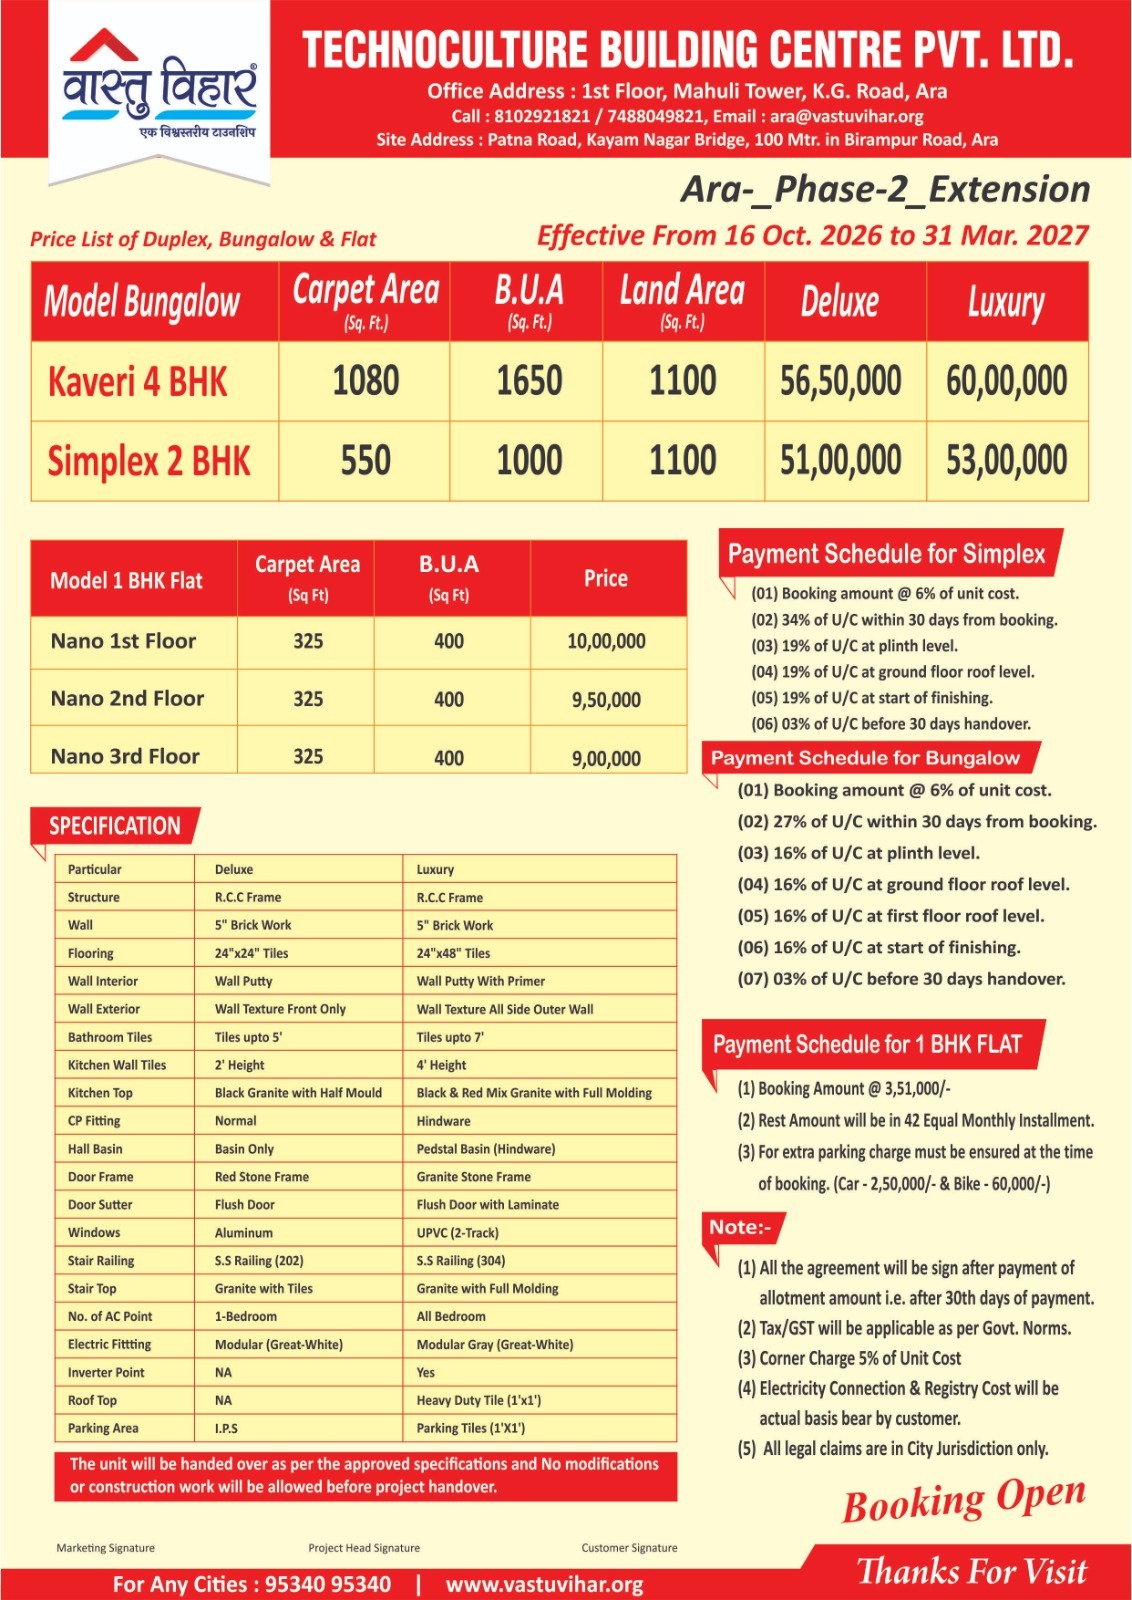 वास्तु विहार®
एक विश्वस्तरीय टाउनशिप
TECHNOCULTURE BUILDING CENTRE PVT. LTD.
Office Address : 1st Floor, Mahuli Tower, K.G. Road, Ara
Call : 8102921821 / 7488049821, Email : ara@vastuvihar.org
Site Address : Patna Road, Kayam Nagar Bridge, 100 Mtr. in Birampur Road, Ara
Ara-_Phase-2_Extension
Price List of Duplex, Bungalow & Flat
Effective From 16 Oct. 2026 to 31 Mar. 2027
Model Bungalow Carpet Area (Sq. Ft.) B.U.A (Sq. Ft.) Land Area (Sq. Ft.) Deluxe Luxury
Kaveri 4 BHK 1080 1650 1100 56,50,000 60,00,000
Simplex 2 BHK 550 1000 1100 51,00,000 53,00,000
Model 1 BHK Flat Carpet Area (Sq Ft) B.U.A (Sq Ft) Price
Nano 1st Floor 325 400 10,00,000
Nano 2nd Floor 325 400 9,50,000
Nano 3rd Floor 325 400 9,00,000
Payment Schedule for Simplex
(01) Booking amount @ 6% of unit cost.
(02) 34% of U/C within 30 days from booking.
(03) 19% of U/C at plinth level.
(04) 19% of U/C at ground floor roof level.
(05) 19% of U/C at start of finishing.
(06) 03% of U/C before 30 days handover.
Payment Schedule for Bungalow
(01) Booking amount @ 6% of unit cost.
(02) 27% of U/C within 30 days from booking.
(03) 16% of U/C at plinth level.
(04) 16% of U/C at ground floor roof level.
(05) 16% of U/C at first floor roof level.
(06) 16% of U/C at start of finishing.
(07) 03% of U/C before 30 days handover.
Payment Schedule for 1 BHK FLAT
(1) Booking Amount @ 3,51,000/-
(2) Rest Amount will be in 42 Equal Monthly Installment.
(3) For extra parking charge must be ensured at the time
of booking. (Car - 2,50,000/- & Bike - 60,000/-)
Note:-
(1) All the agreement will be sign after payment of
allotment amount i.e. after 30th days of payment.
(2) Tax/GST will be applicable as per Govt. Norms.
(3) Corner Charge 5% of Unit Cost
(4) Electricity Connection & Registry Cost will be
actual basis bear by customer.
(5) All legal claims are in City Jurisdiction only.
SPECIFICATION
Particular Deluxe Luxury
Structure R.C.C Frame R.C.C Frame
Wall 5" Brick Work 5" Brick Work
Flooring 24"x24" Tiles 24"x48" Tiles
Wall Interior Wall Putty Wall Putty With Primer
Wall Exterior Wall Texture Front Only Wall Texture All Side Outer Wall
Bathroom Tiles Tiles upto 5' Tiles upto 7'
Kitchen Wall Tiles 2' Height 4' Height
Kitchen Top Black Granite with Half Mould Black & Red Mix Granite with Full Molding
CP Fitting Normal Hindware
Hall Basin Basin Only Pedstal Basin (Hindware)
Door Frame Red Stone Frame Granite Stone Frame
Door Sutter Flush Door Flush Door with Laminate
Windows Aluminum UPVC (2-Track)
Stair Railing S.S Railing (202) S.S Railing (304)
Stair Top Granite with Tiles Granite with Full Molding
No. of AC Point 1-Bedroom All Bedroom
Electric Fittting Modular (Great-White) Modular Gray (Great-White)
Inverter Point NA Yes
Roof Top NA Heavy Duty Tile (1'x1')
Parking Area I.P.S Parking Tiles (1'X1')
The unit will be handed over as per the approved specifications and No modifications
or construction work will be allowed before project handover.
Booking Open
Marketing Signature Project Head Signature Customer Signature
Thanks For Visit
For Any Cities : 95340 95340 | www.vastuvihar.org